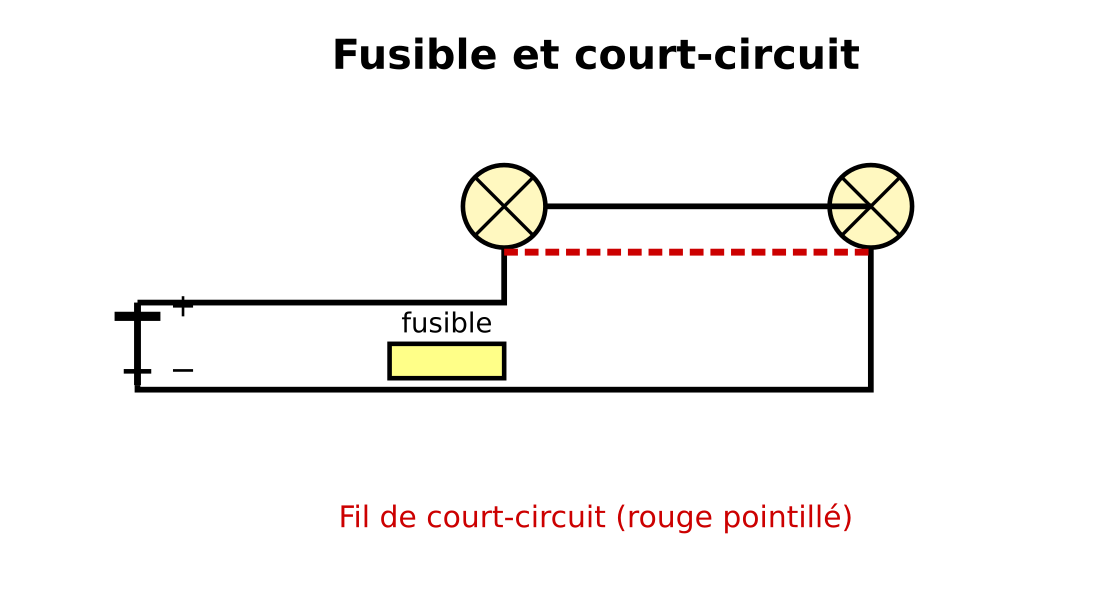 Fusible et court-circuit
+
fusible
−
Fil de court-circuit (rouge pointillé)